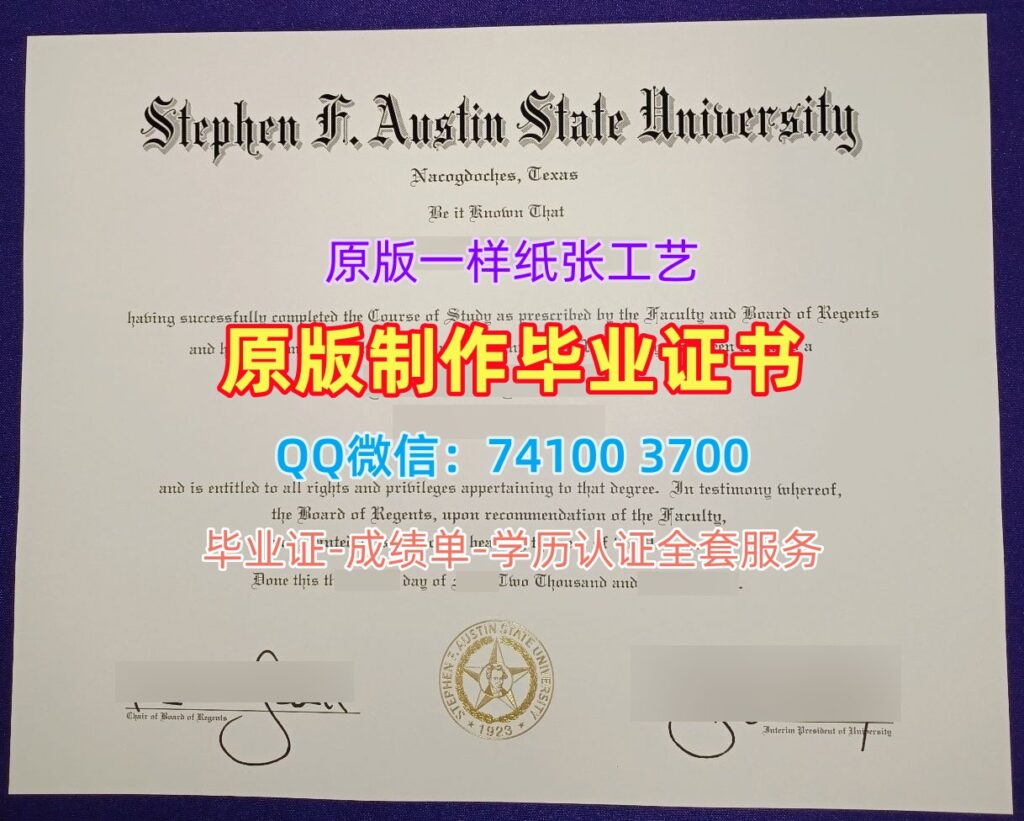 Stephen F. Austin State University
Nacogdoches, Texas
Be it Known That
原版一样纸张工艺
having successfully completed the Course of Study as prescribed by the Faculty and Board of Regents
and a
原版制作毕业证书
QQ微信：74100 3700
and is entitled to all rights and privileges appertaining to that degree. In testimony whereof,
the Board of Regents, upon recommendation of the Faculty,
毕业证-成绩单-学历认证全套服务
Done this day of Two Thousand and .
STEPHEN F. AUSTIN STATE UNIVERSITY
1923
Chair of Board of Regents
Interim President of University